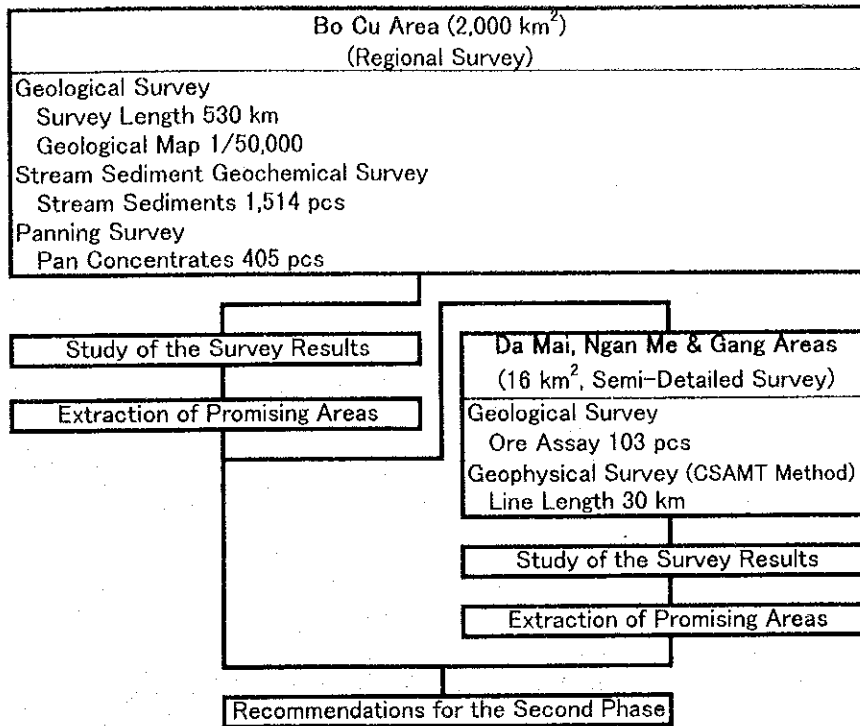 Bo Cu Area (2,000 km²)
(Regional Survey)
Geological Survey
Survey Length 530 km
Geological Map 1/50,000
Stream Sediment Geochemical Survey
Stream Sediments 1,514 pcs
Panning Survey
Pan Concentrates 405 pcs
Study of the Survey Results
Extraction of Promising Areas
Da Mai, Ngan Me & Gang Areas
(16 km², Semi-Detailed Survey)
Geological Survey
Ore Assay 103 pcs
Geophysical Survey (CSAMT Method)
Line Length 30 km
Study of the Survey Results
Extraction of Promising Areas
Recommendations for the Second Phase